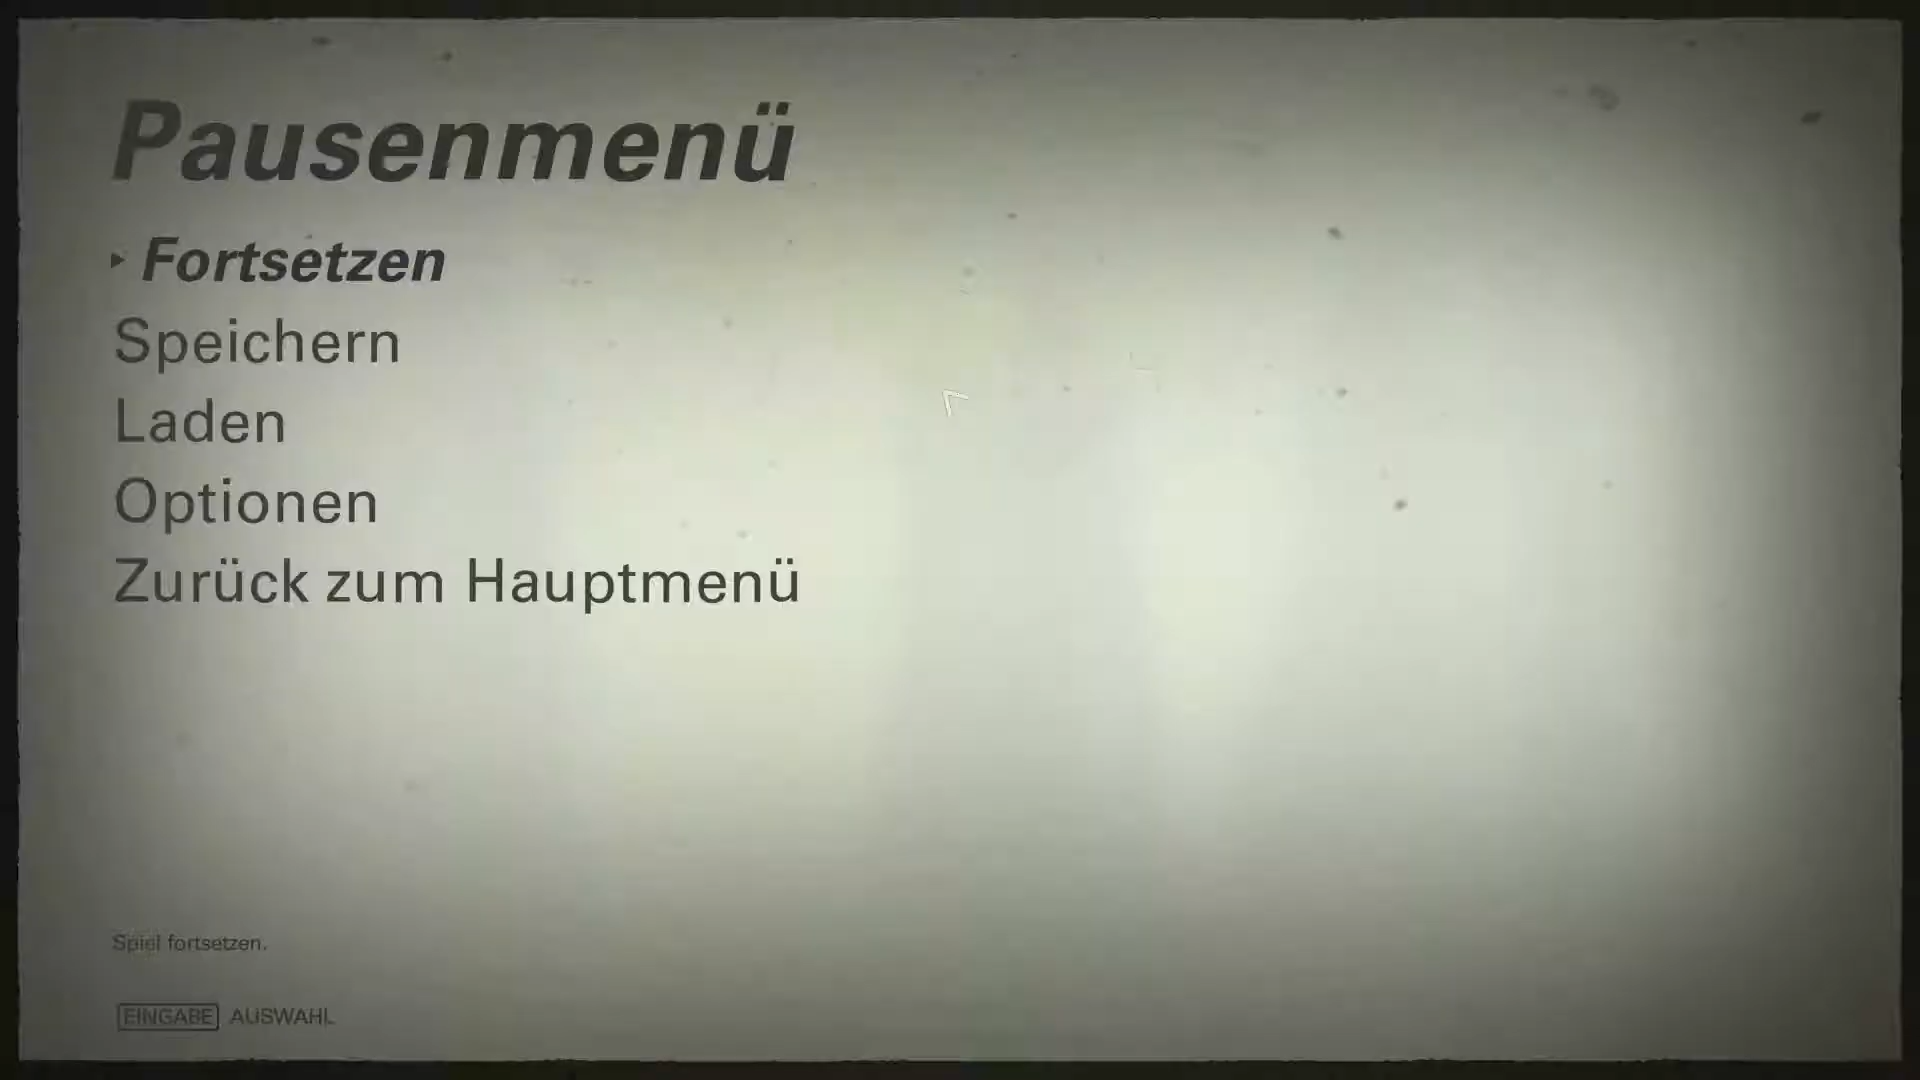 Pausenmenü
Fortsetzen
Speichern
Laden
Optionen
Zurück zum Hauptmenü
Spiel fortsetzen.
EINGABE AUSWAHL